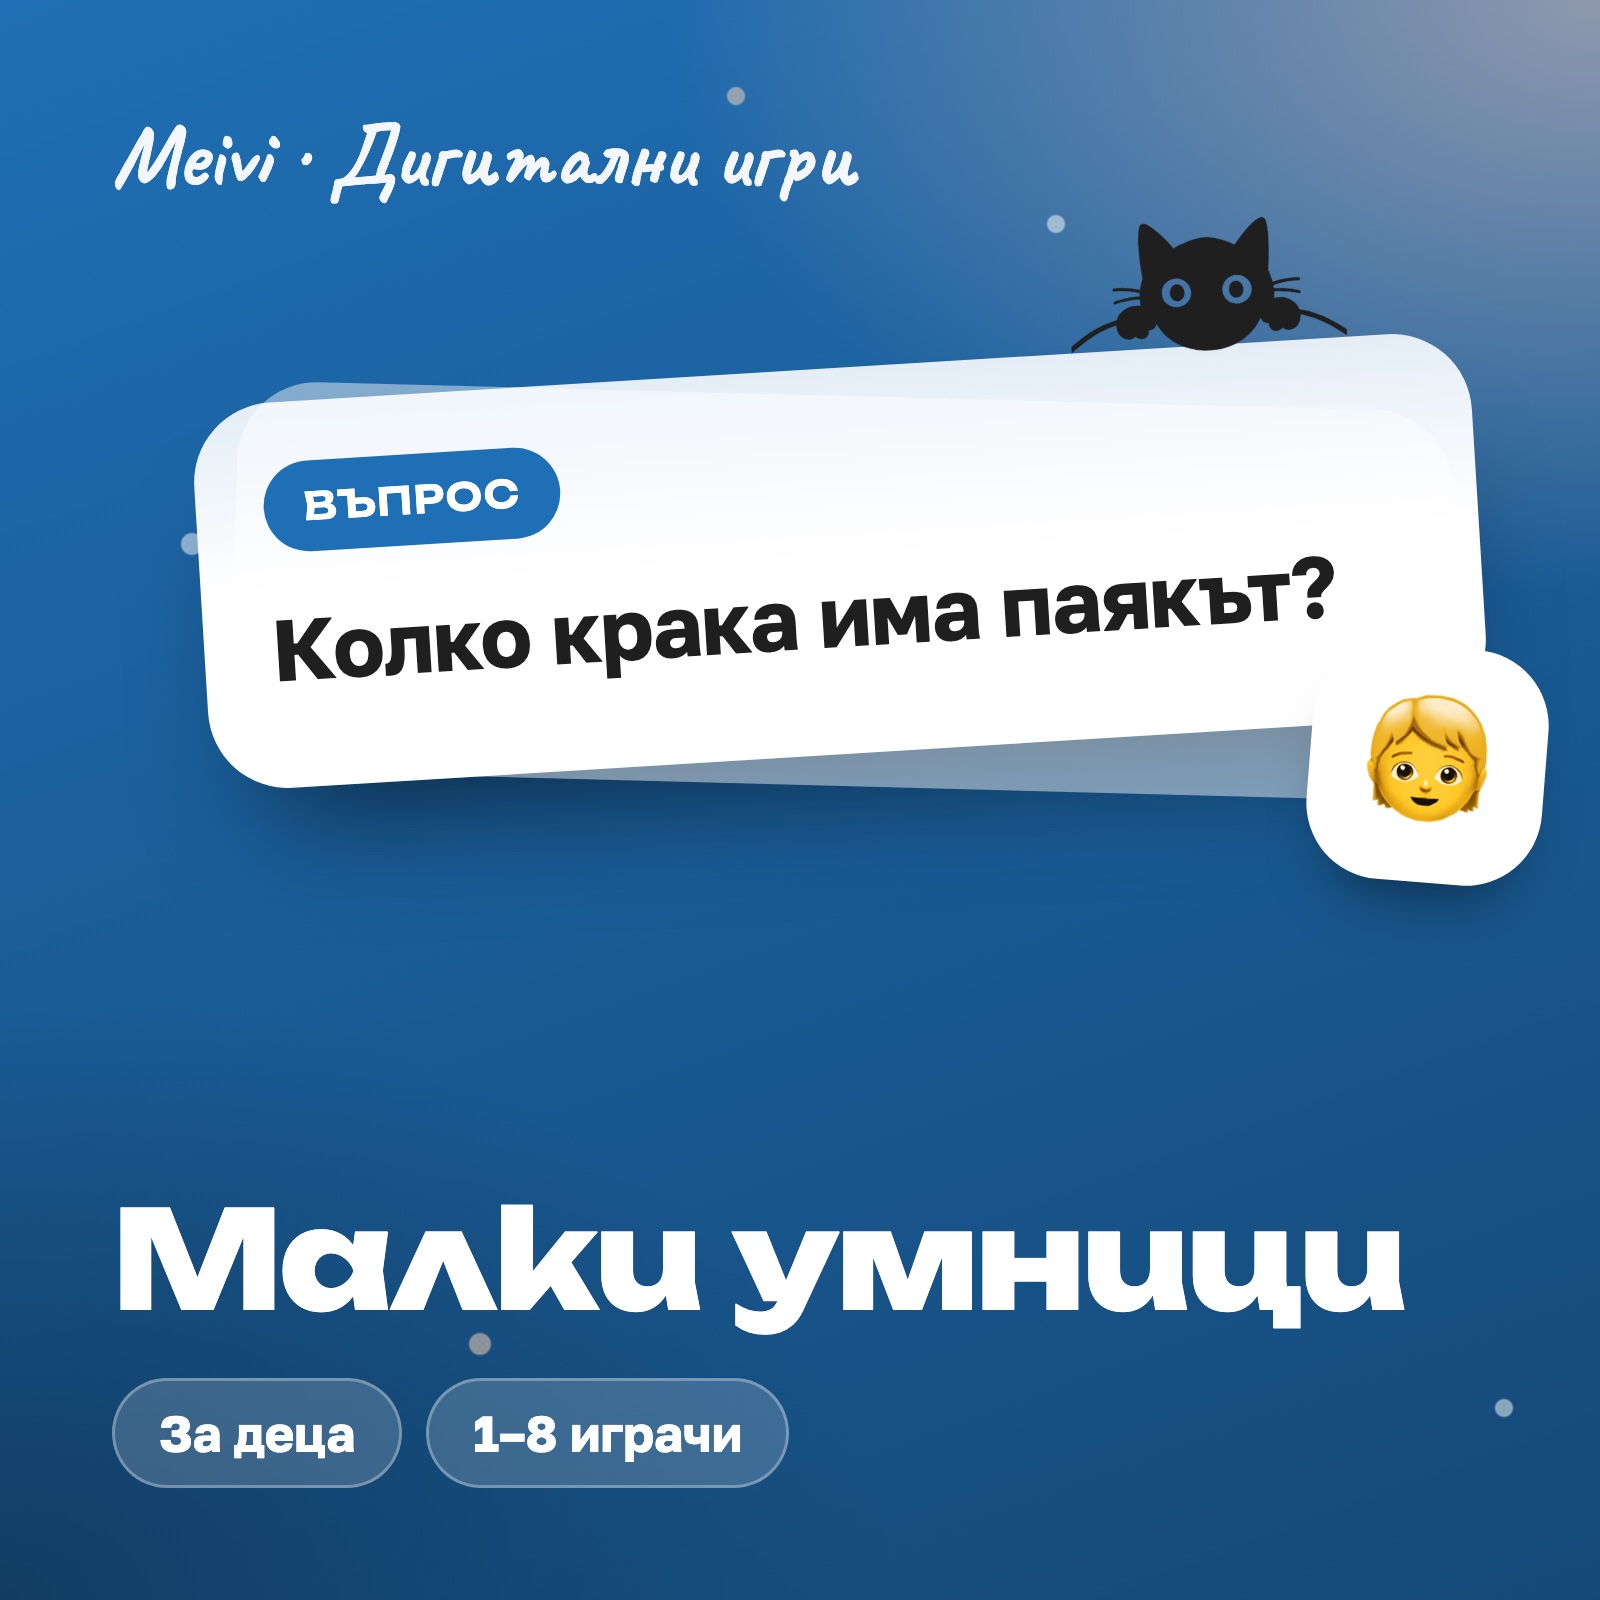 Meivi · Дигитални игри
ВЪПРОС
Колко крака има паякът?
Малки умници
За деца
1–8 играчи